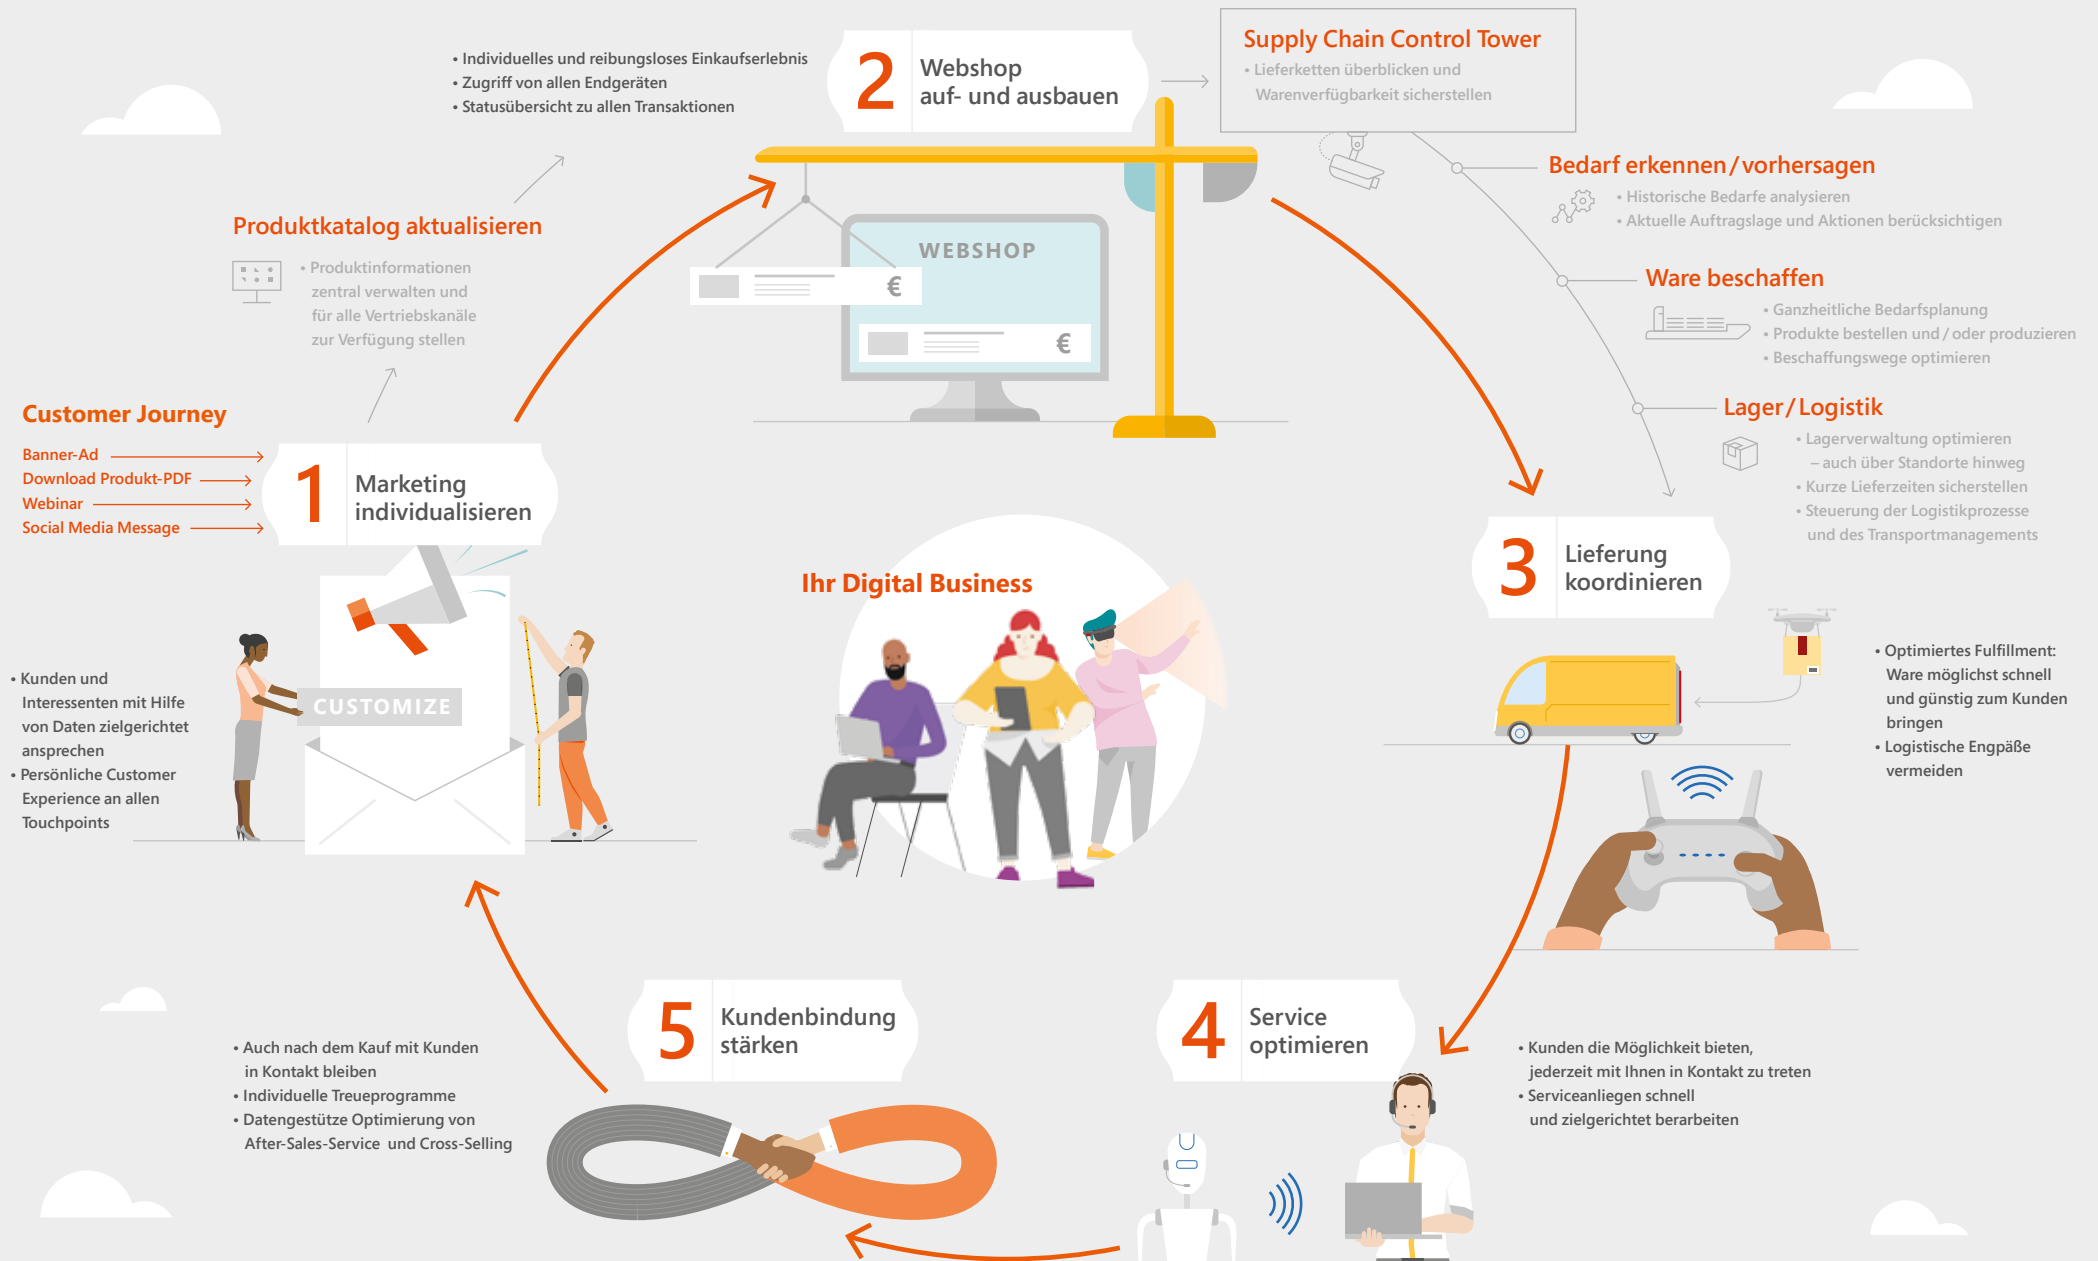 Customer Journey
Banner-Ad
Download Produkt-PDF
Webinar
Social Media Message
1
Marketing
individualisieren
CUSTOMIZE
• Kunden und
Interessenten mit Hilfe
von Daten zielgerichtet
ansprechen
• Persönliche Customer
Experience an allen
Touchpoints
Produktkatalog aktualisieren
• Produktinformationen
zentral verwalten und
für alle Vertriebskanäle
zur Verfügung stellen
• Individuelles und reibungsloses Einkaufserlebnis
• Zugriff von allen Endgeräten
• Statusübersicht zu allen Transaktionen
2
Webshop
auf- und ausbauen
WEBSHOP
€
€
Supply Chain Control Tower
• Lieferketten überblicken und
Warenverfügbarkeit sicherstellen
Bedarf erkennen / vorhersagen
• Historische Bedarfe analysieren
• Aktuelle Auftragslage und Aktionen berücksichtigen
Ware beschaffen
• Ganzheitliche Bedarfsplanung
• Produkte bestellen und / oder produzieren
• Beschaffungswege optimieren
Lager / Logistik
• Lagerverwaltung optimieren
– auch über Standorte hinweg
• Kurze Lieferzeiten sicherstellen
• Steuerung der Logistikprozesse
und des Transportmanagements
3
Lieferung
koordinieren
• Optimiertes Fulfillment:
Ware möglichst schnell
und günstig zum Kunden
bringen
• Logistische Engpäße
vermeiden
Ihr Digital Business
4
Service
optimieren
• Kunden die Möglichkeit bieten,
jederzeit mit Ihnen in Kontakt zu treten
• Serviceanliegen schnell
und zielgerichtet berarbeiten
5
Kundenbindung
stärken
• Auch nach dem Kauf mit Kunden
in Kontakt bleiben
• Individuelle Treueprogramme
• Datengestütze Optimierung von
After-Sales-Service und Cross-Selling